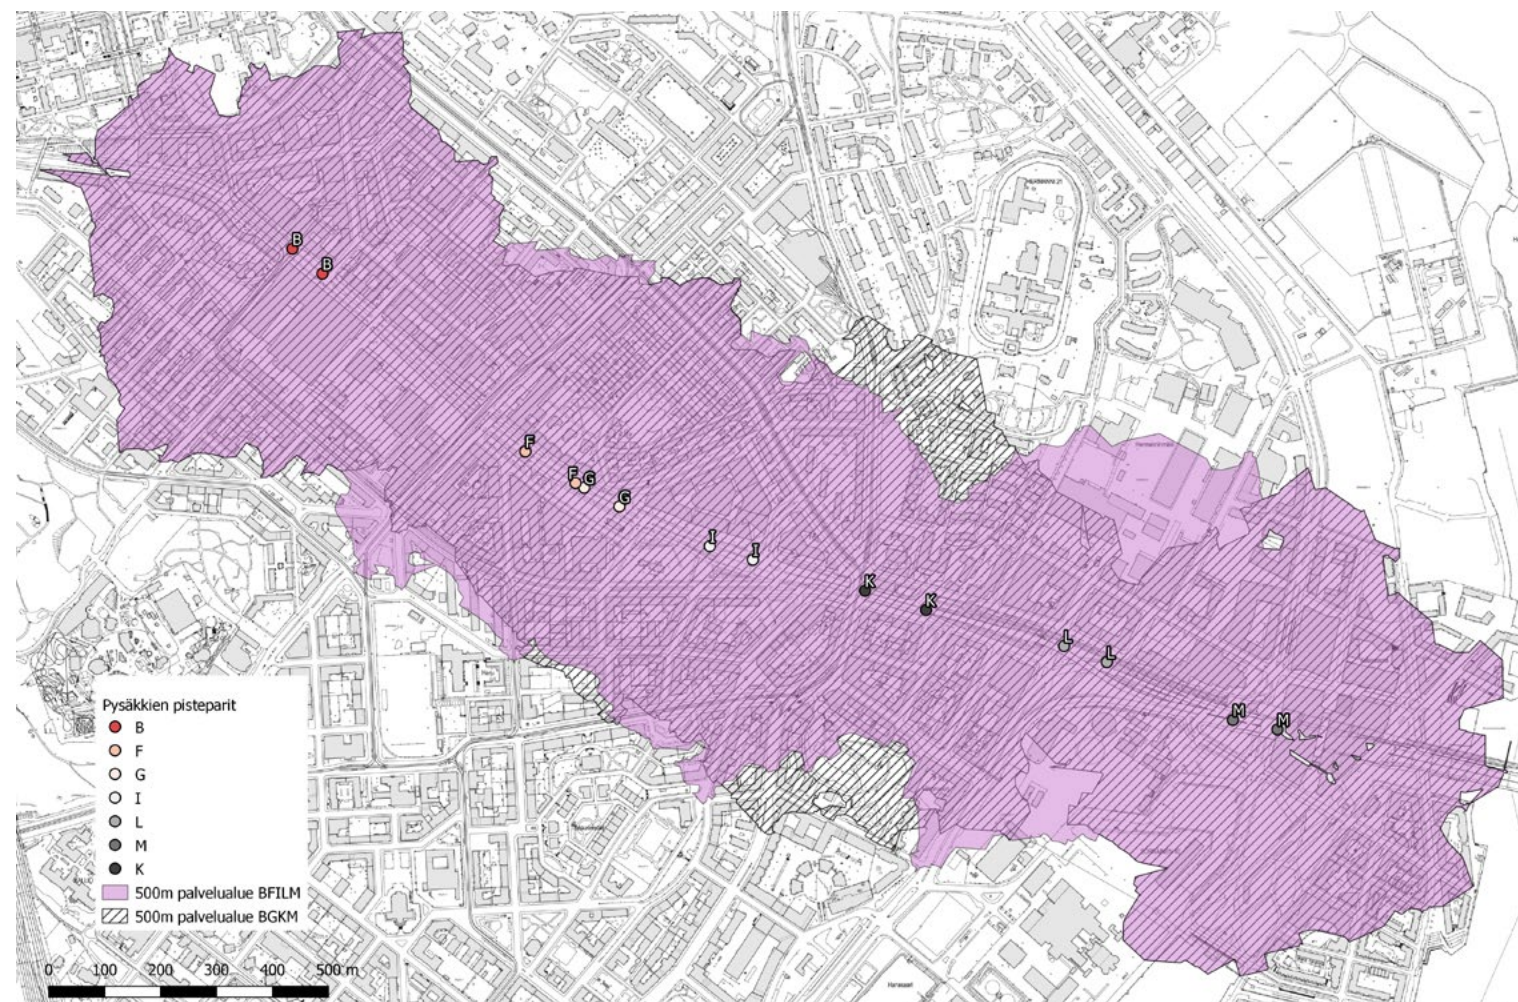 B
B
F
F
G
G
I
I
K
K
L
L
M
M
Pysäkkien pisteparit
B
F
G
I
L
M
K
500m palvelualue BFILM
500m palvelualue BGKM
0 100 200 300 400 500 m